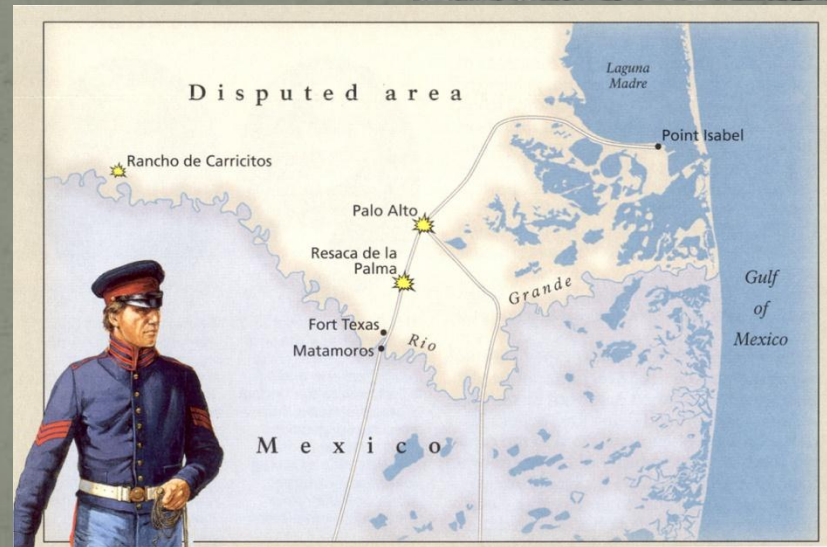 Disputed area
Laguna
Madre
Point Isabel
Rancho de Carricitos
Palo Alto
Resaca de la
Palma
Rio Grande
Fort Texas
Matamoros
Gulf
of
Mexico
Mexico